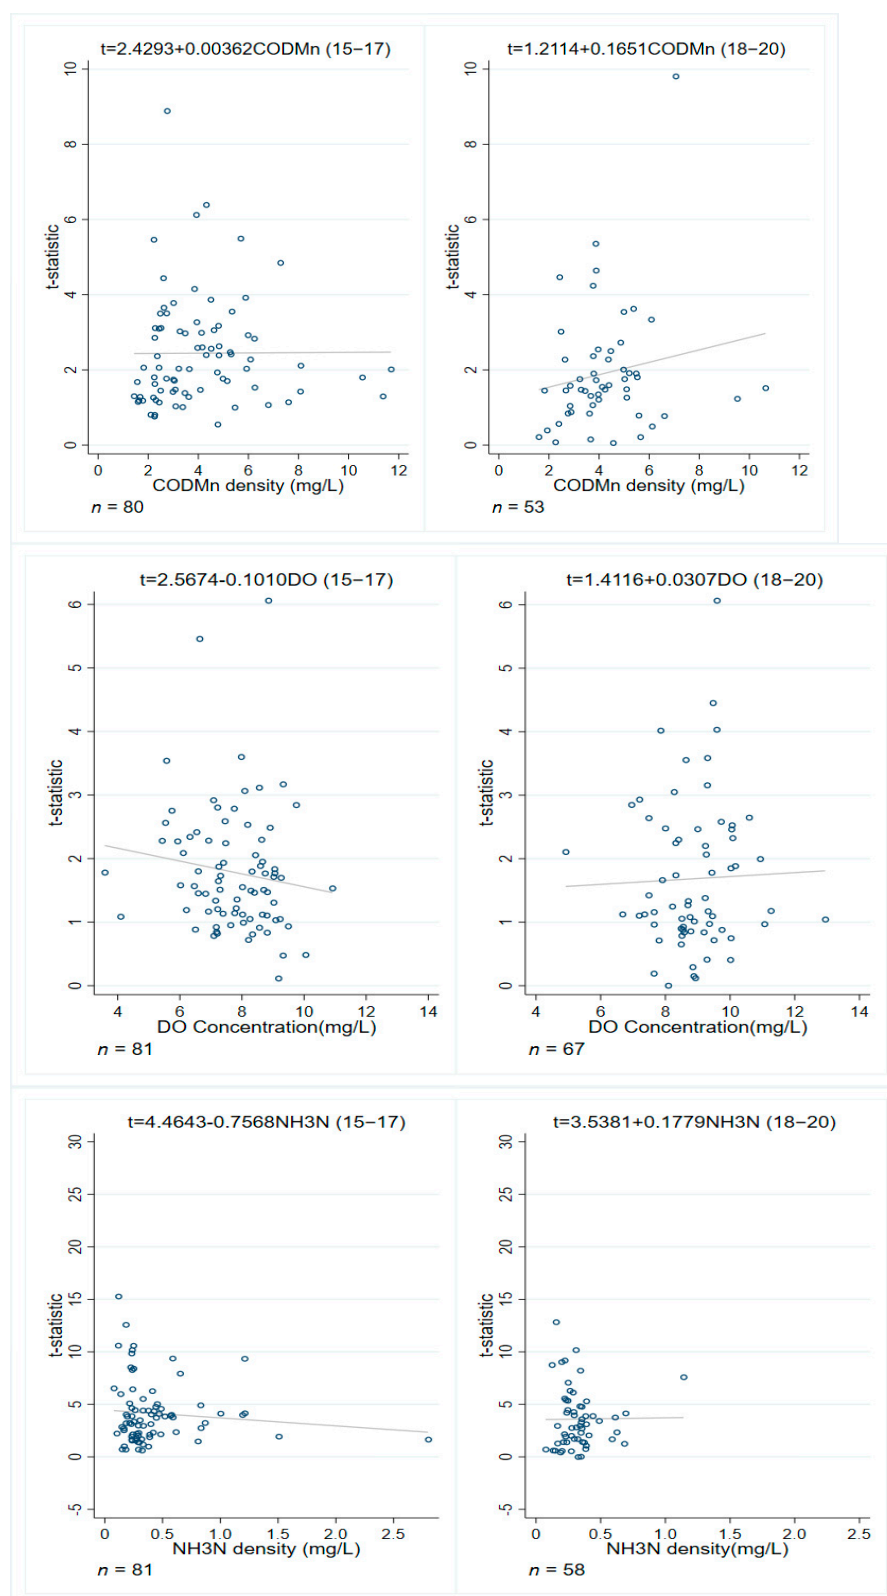 t=2.4293+0.00362CODMn (15−17)
t-statistic
10
8
6
4
2
0
0 2 4 6 8 10 12
CODMn density (mg/L)
n = 80
t=1.2114+0.1651CODMn (18−20)
t-statistic
10
8
6
4
2
0
0 2 4 6 8 10 12
CODMn density (mg/L)
n = 53
t=2.5674-0.1010DO (15−17)
t-statistic
6
5
4
3
2
1
0
4 6 8 10 12 14
DO Concentration(mg/L)
n = 81
t=1.4116+0.0307DO (18−20)
t-statistic
6
5
4
3
2
1
0
4 6 8 10 12 14
DO Concentration(mg/L)
n = 67
t=4.4643-0.7568NH3N (15−17)
t-statistic
30
25
20
15
10
5
0
-5
0 0.5 1.0 1.5 2.0 2.5
NH3N density (mg/L)
n = 81
t=3.5381+0.1779NH3N (18−20)
t-statistic
30
25
20
15
10
5
0
-5
0 0.5 1.0 1.5 2.0 2.5
NH3N density(mg/L)
n = 58